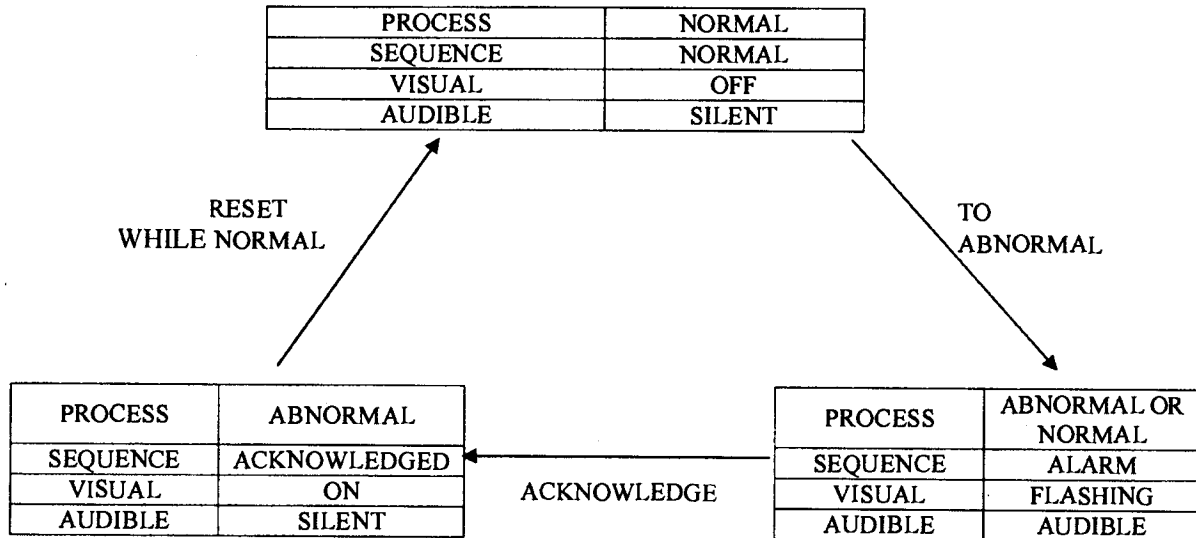 PROCESS NORMAL
SEQUENCE NORMAL
VISUAL OFF
AUDIBLE SILENT
RESET
WHILE NORMAL
TO
ABNORMAL
PROCESS ABNORMAL
SEQUENCE ACKNOWLEDGED
VISUAL ON
AUDIBLE SILENT
ACKNOWLEDGE
PROCESS ABNORMAL OR
NORMAL
SEQUENCE ALARM
VISUAL FLASHING
AUDIBLE AUDIBLE